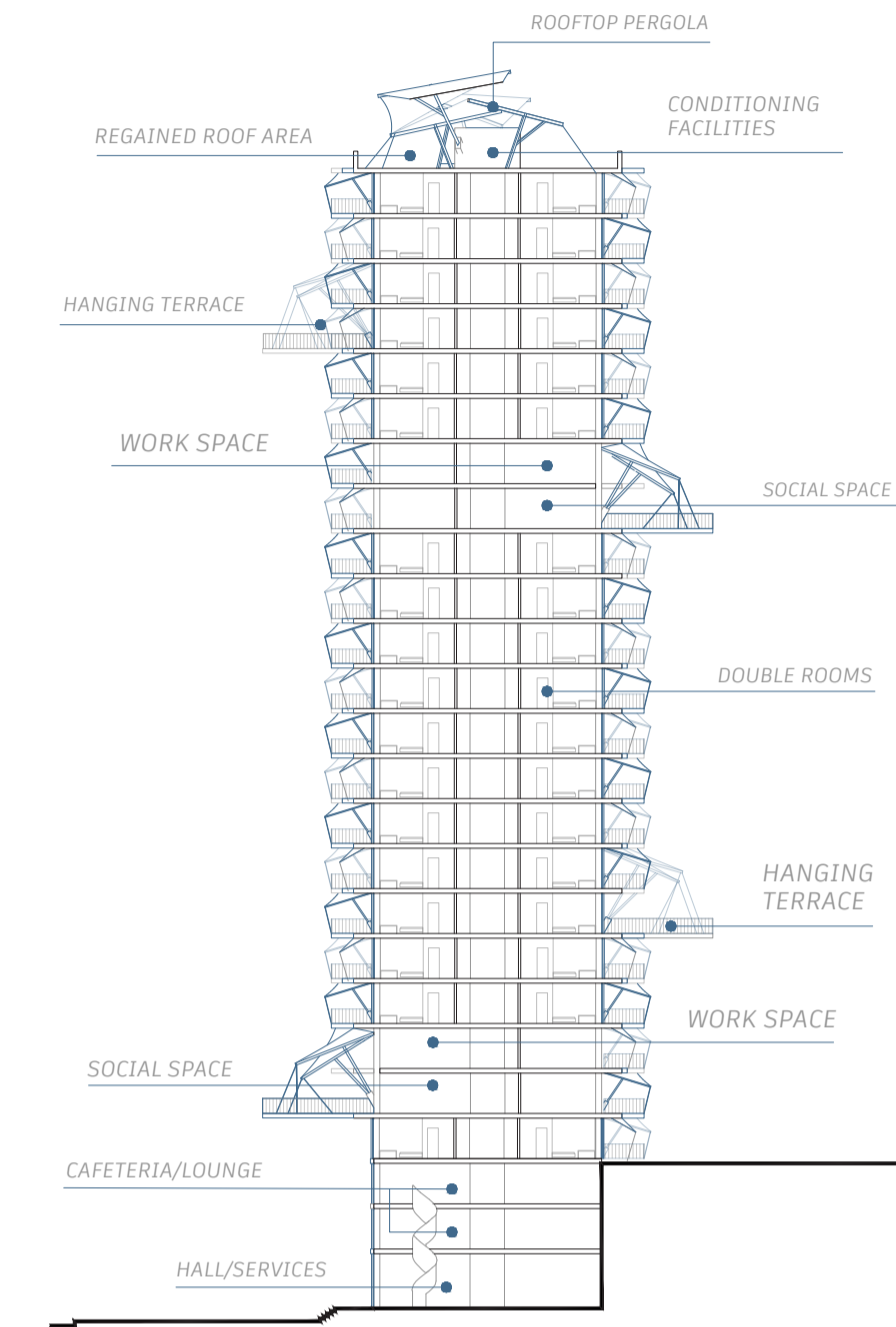 ROOFTOP PERGOLA
CONDITIONING
FACILITIES
REGAINED ROOF AREA
HANGING TERRACE
WORK SPACE
SOCIAL SPACE
DOUBLE ROOMS
HANGING
TERRACE
WORK SPACE
SOCIAL SPACE
CAFETERIA/LOUNGE
HALL/SERVICES